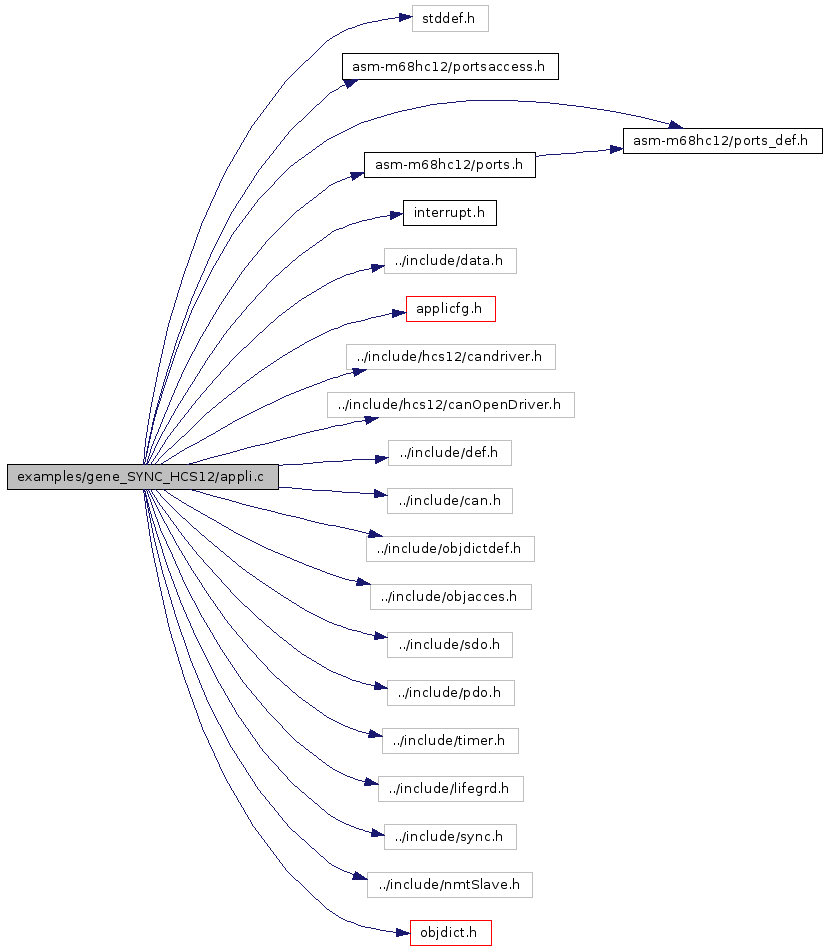 stddef.h
asm-m68hc12/portsaccess.h
asm-m68hc12/ports_def.h
asm-m68hc12/ports.h
interrupt.h
../include/data.h
applicfg.h
../include/hcs12/candriver.h
../include/hcs12/canOpenDriver.h
../include/def.h
examples/gene_SYNC_HCS12/appli.c
../include/can.h
../include/objdictdef.h
../include/objacces.h
../include/sdo.h
../include/pdo.h
../include/timer.h
../include/lifegrd.h
../include/sync.h
../include/nmtSlave.h
objdict.h